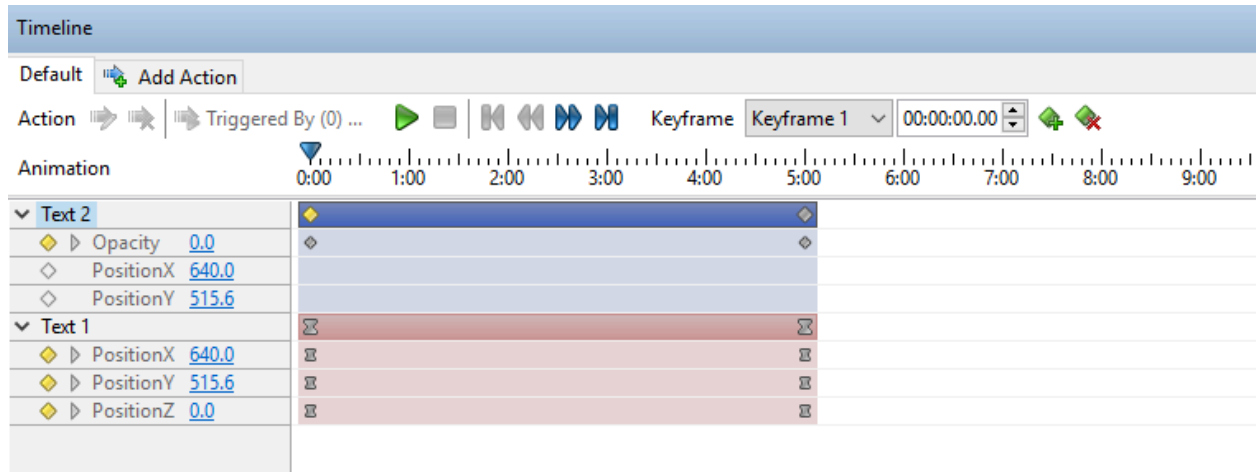 Timeline
Default Add Action
Action Triggered By (0) ... Keyframe Keyframe 1 00:00:00.00
Animation 0:00 1:00 2:00 3:00 4:00 5:00 6:00 7:00 8:00 9:00
Text 2
Opacity 0.0
PositionX 640.0
PositionY 515.6
Text 1
PositionX 640.0
PositionY 515.6
PositionZ 0.0